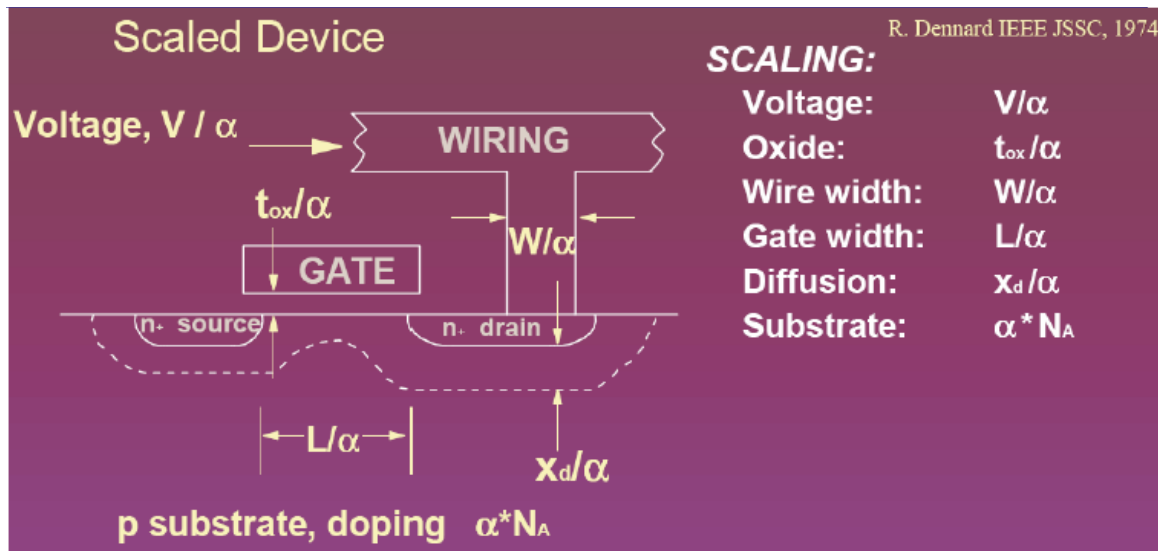 Scaled Device
R. Dennard IEEE JSSC, 1974
Voltage, V / α
WIRING
tox/α
W/α
GATE
n+ source
n+ drain
L/α
xd/α
p substrate, doping α*NA
SCALING:
Voltage: V/α
Oxide: tox/α
Wire width: W/α
Gate width: L/α
Diffusion: xd/α
Substrate: α*NA